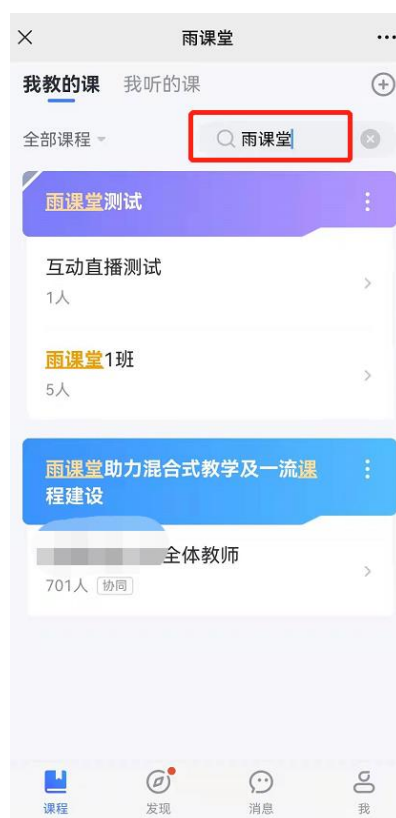 雨课堂
我教的课 我听的课
全部课程 雨课堂
雨课堂测试
互动直播测试
1人
雨课堂1班
5人
雨课堂助力混合式教学及一流课
程建设
全体教师
701人 协同
课程 发现 消息 我